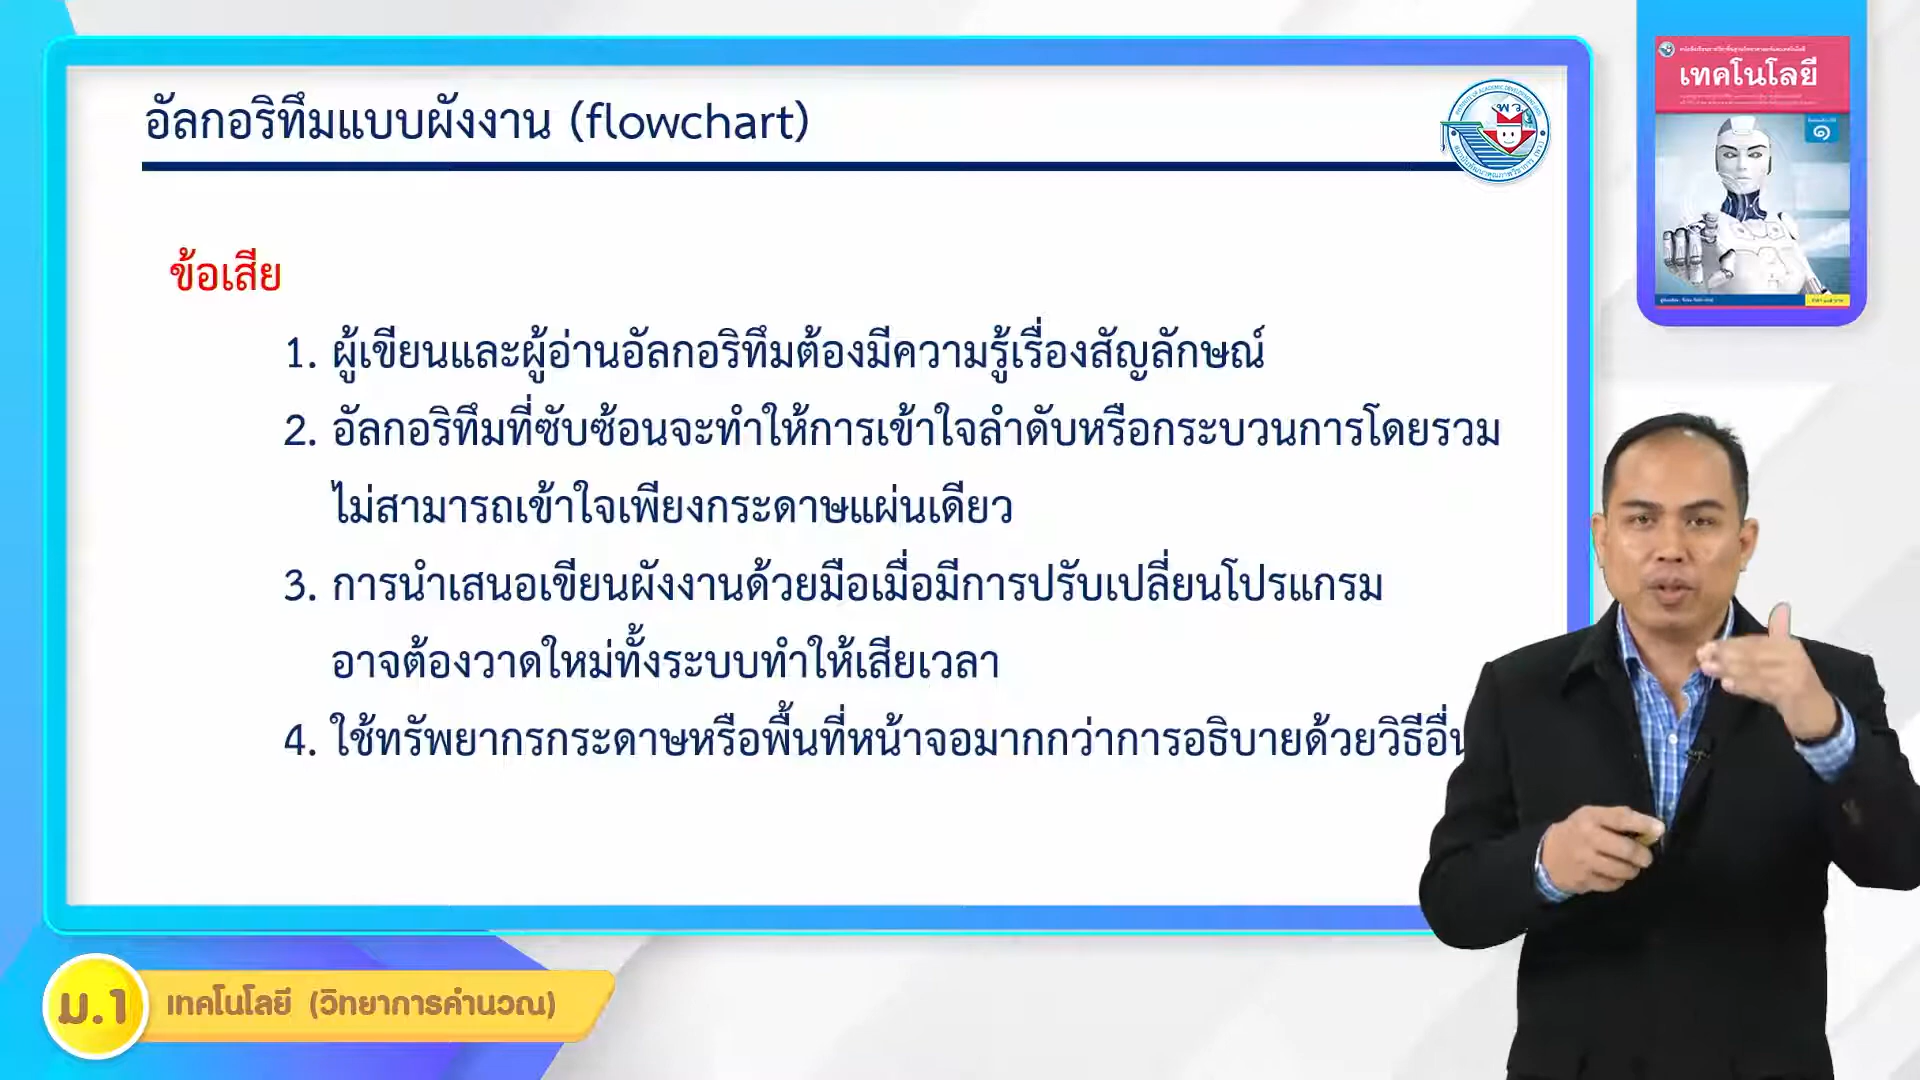 อัลกอริทึมแบบผังงาน (flowchart)
พว.
เทคโนโลยี
๑
ข้อเสีย
1. ผู้เขียนและผู้อ่านอัลกอริทึมต้องมีความรู้เรื่องสัญลักษณ์
2. อัลกอริทึมที่ซับซ้อนจะทำให้การเข้าใจลำดับหรือกระบวนการโดยรวม
ไม่สามารถเข้าใจเพียงกระดาษแผ่นเดียว
3. การนำเสนอเขียนผังงานด้วยมือเมื่อมีการปรับเปลี่ยนโปรแกรม
อาจต้องวาดใหม่ทั้งระบบทำให้เสียเวลา
4. ใช้ทรัพยากรกระดาษหรือพื้นที่หน้าจอมากกว่าการอธิบายด้วยวิธีอื่น
ม.1 เทคโนโลยี (วิทยาการคำนวณ)